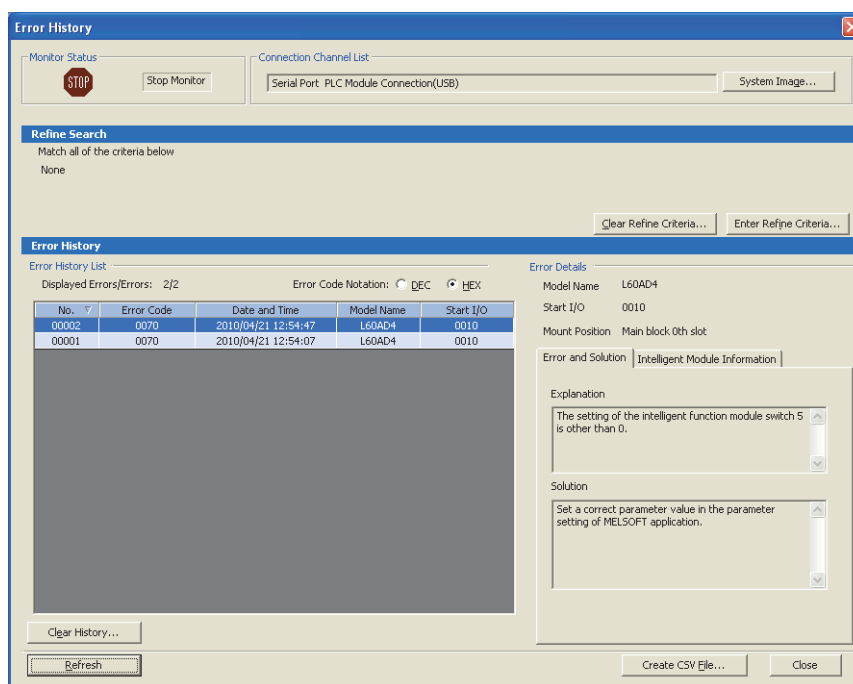 Error History
Monitor Status
STOP
Stop Monitor
Connection Channel List
Serial Port PLC Module Connection(USB)
System Image...
Refine Search
Match all of the criteria below
None
Clear Refine Criteria...
Enter Refine Criteria...
Error History
Error History List
Displayed Errors/Errors: 2/2
Error Code Notation: DEC HEX
No. Error Code Date and Time Model Name Start I/O
00002 0070 2010/04/21 12:54:47 L60AD4 0010
00001 0070 2010/04/21 12:54:07 L60AD4 0010
Clear History...
Error Details
Model Name L60AD4
Start I/O 0010
Mount Position Main block 0th slot
Error and Solution
Intelligent Module Information
Explanation
The setting of the intelligent function module switch 5
is other than 0.
Solution
Set a correct parameter value in the parameter
setting of MELSOFT application.
Refresh
Create CSV File...
Close